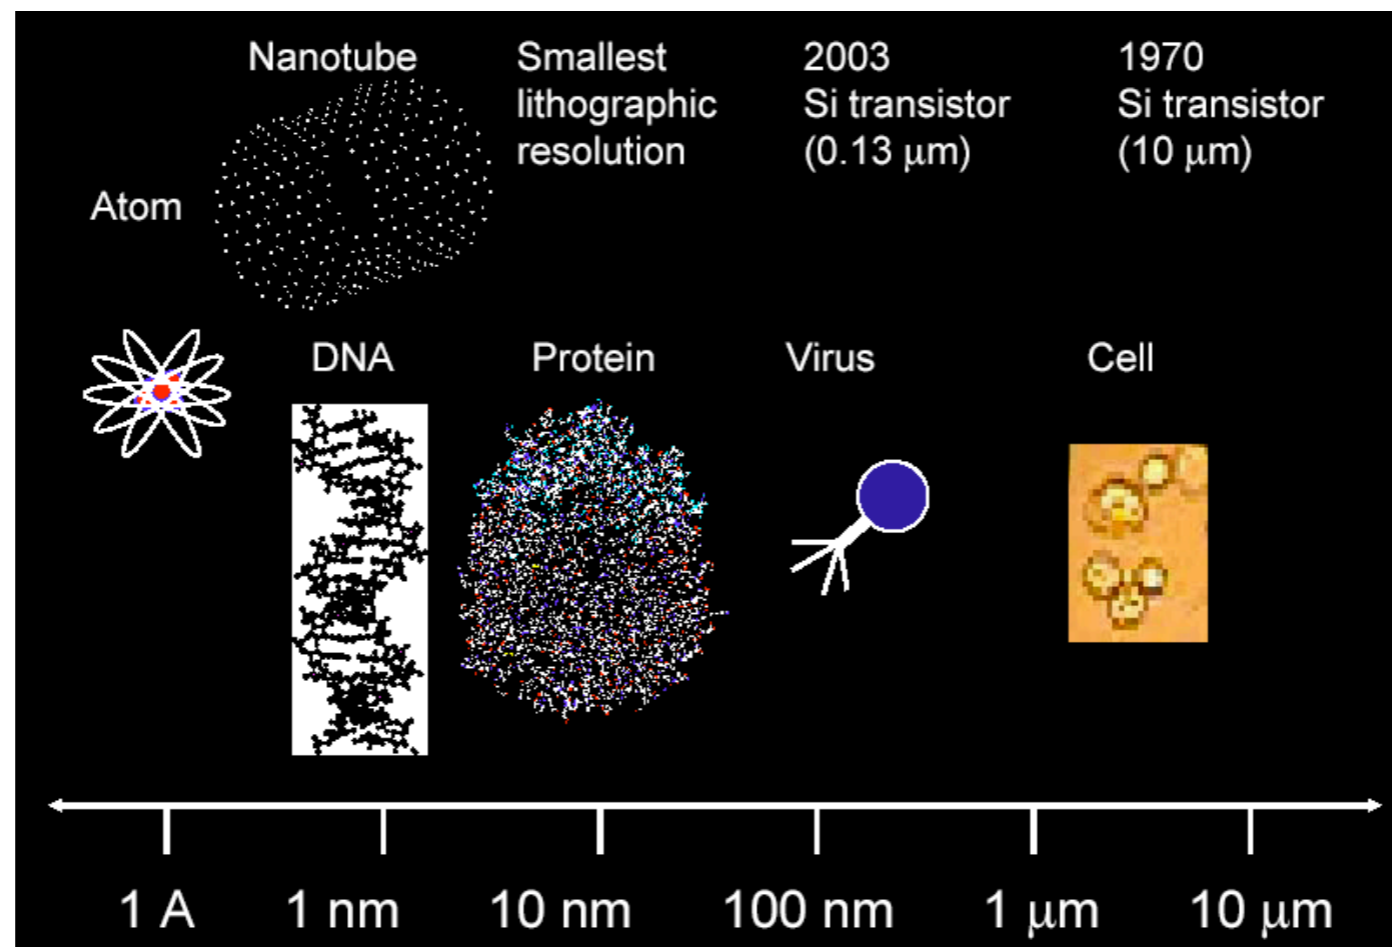 Nanotube
Smallest
lithographic
resolution
2003
Si transistor
(0.13 μm)
1970
Si transistor
(10 μm)
Atom
DNA
Protein
Virus
Cell
1 A
1 nm
10 nm
100 nm
1 μm
10 μm